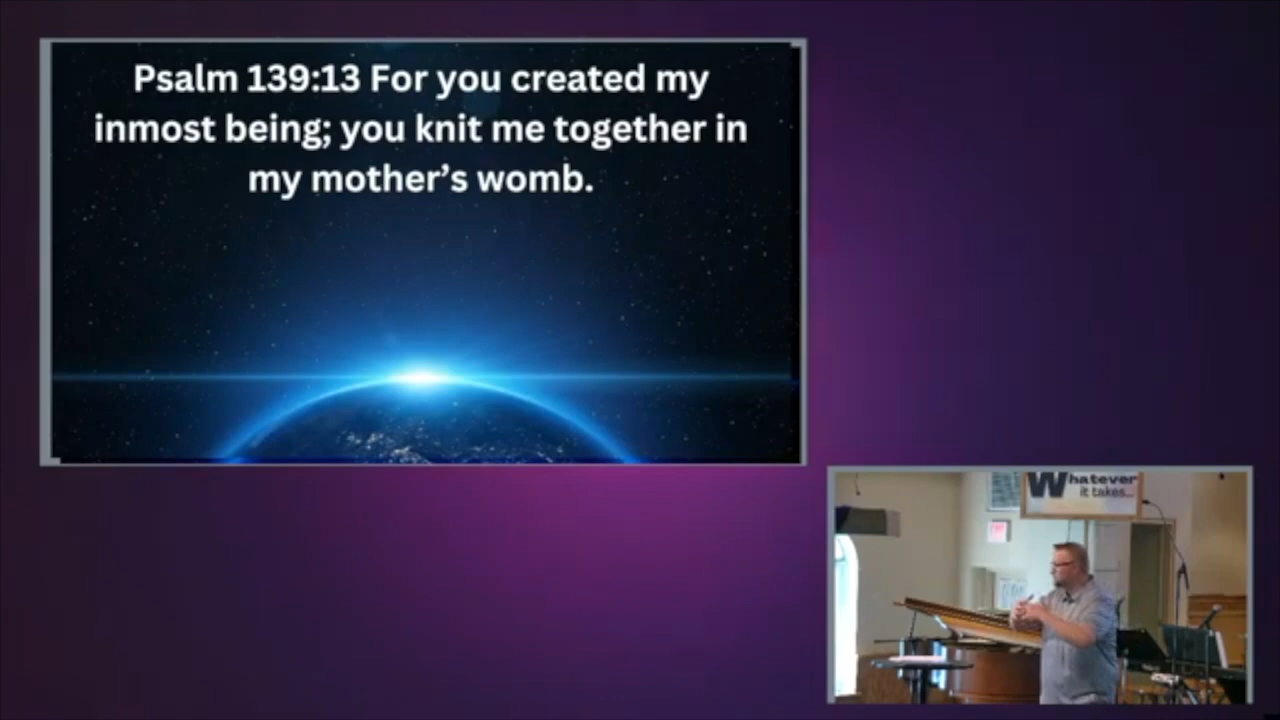 Psalm 139:13 For you created my
inmost being; you knit me together in
my mother’s womb.
Whatever
it takes...